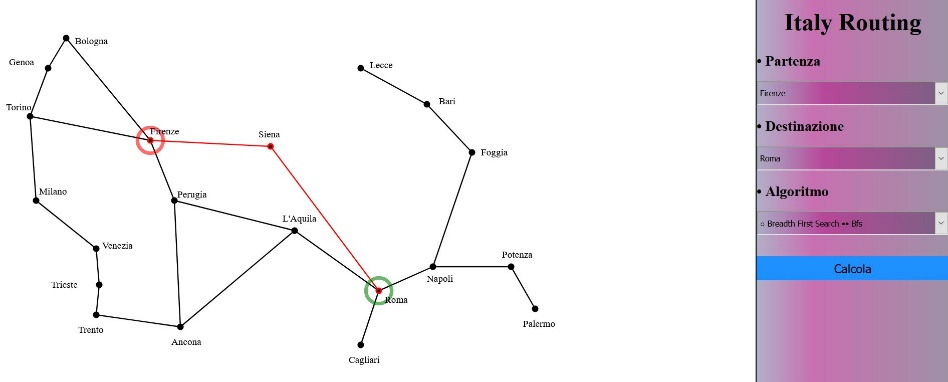 Italy Routing
• Partenza
Firenze
• Destinazione
Roma
• Algoritmo
○ Breadth First Search •• Bfs
Calcola
Bologna
Genoa
Lecce
Torino
Bari
Firenze
Siena
Foggia
Milano
Perugia
L'Aquila
Venezia
Potenza
Trieste
Napoli
Roma
Trento
Palermo
Ancona
Cagliari